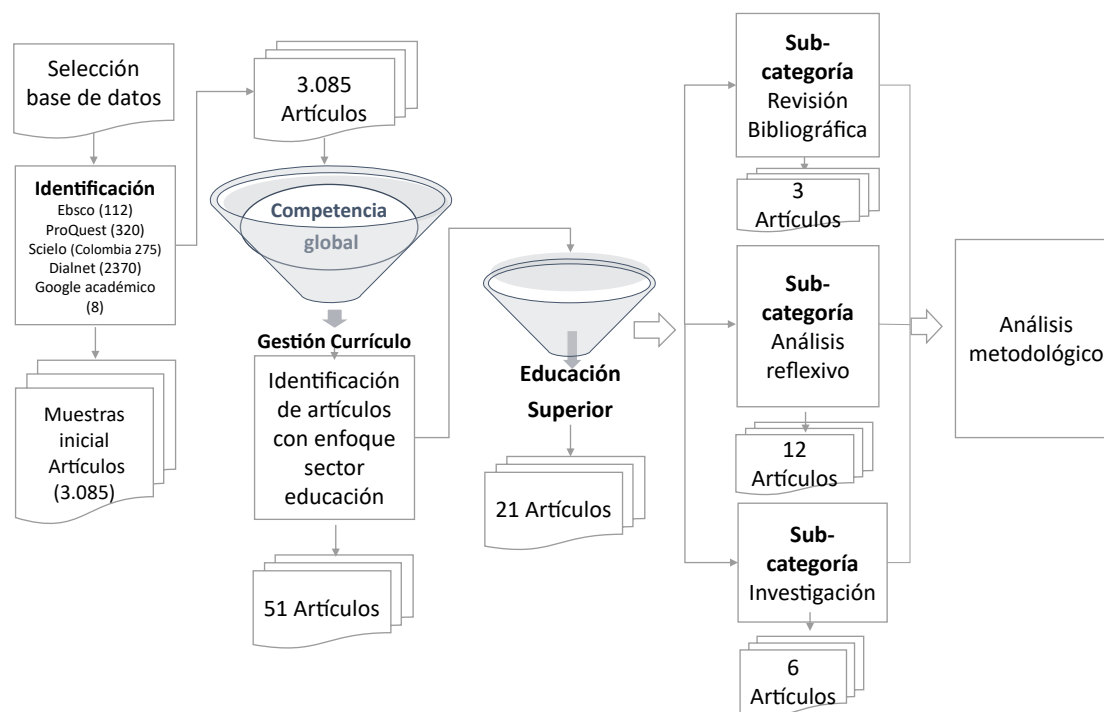 Selección
base de datos
Identificación
Ebsco (112)
ProQuest (320)
Scielo (Colombia 275)
Dialnet (2370)
Google académico
(8)
Muestras
inicial
Artículos
(3.085)
3.085
Artículos
Competencia
global
Gestión Currículo
Identificación
de artículos
con enfoque
sector
educación
51 Artículos
Educación
Superior
21 Artículos
Sub-
categoría
Revisión
Bibliográfica
3
Artículos
Sub-
categoría
Análisis
reflexivo
12
Artículos
Sub-
categoría
Investigación
6
Artículos
Análisis
metodológico